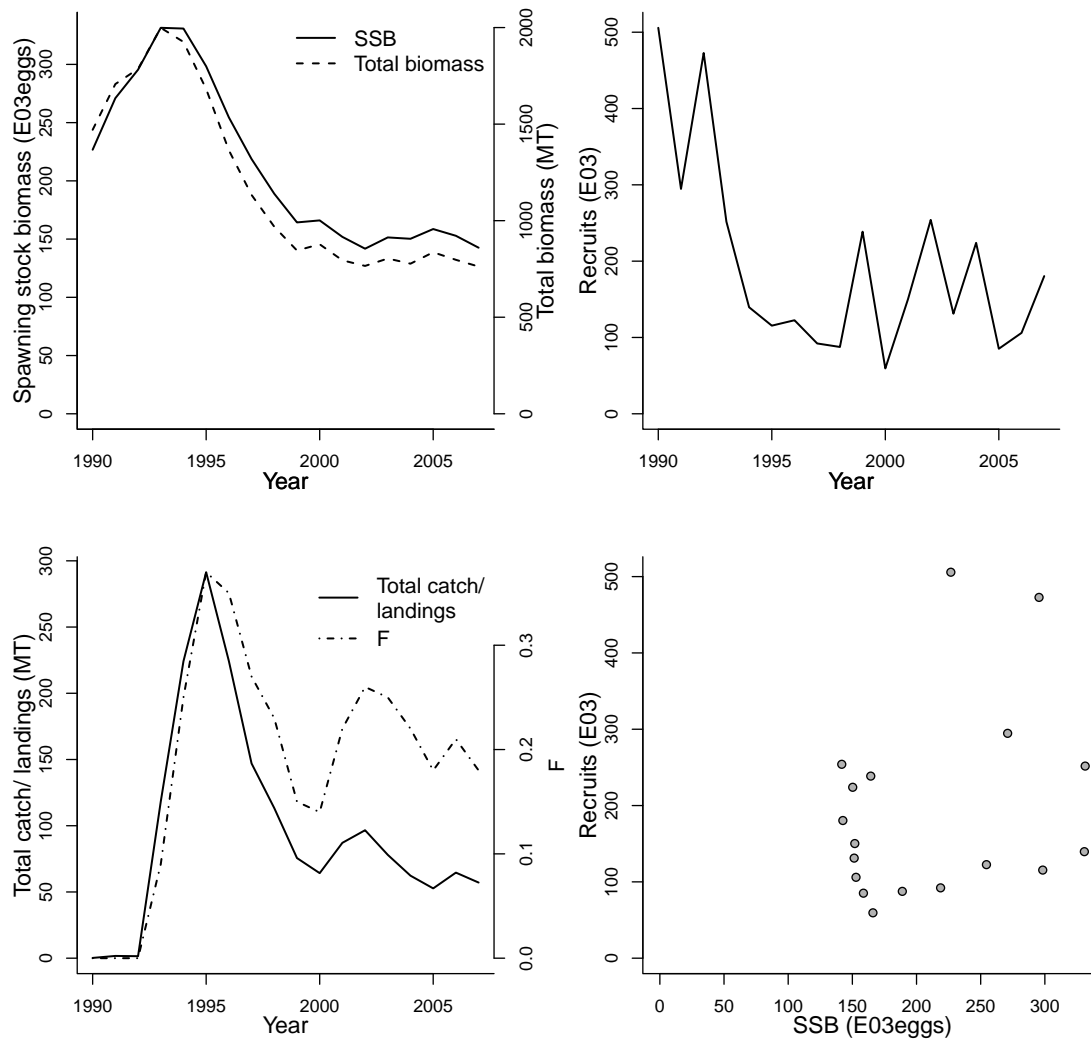 Spawning stock biomass (E03eggs)
0 50 100 150 200 250 300
SSB
Total biomass
Total biomass (MT)
0 500 1000 1500 2000
1990 1995 2000 2005
Year
Recruits (E03)
0 100 200 300 400 500
1990 1995 2000 2005
Year
Total catch/ landings (MT)
0 50 100 150 200 250 300
Total catch/
landings
F
F
0.0 0.1 0.2 0.3
1990 1995 2000 2005
Year
Recruits (E03)
0 100 200 300 400 500
0 50 100 150 200 250 300
SSB (E03eggs)